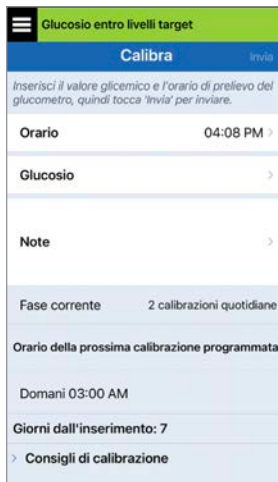 Glucosio entro livelli target
Calibra Invia
Inserisci il valore glicemico e l'orario di prelievo del
glucometro, quindi tocca 'Invia' per inviare.
Orario 04:08 PM >
Glucosio >
Note >
Fase corrente 2 calibrazioni quotidiane
Orario della prossima calibrazione programmata
Domani 03:00 AM
Giorni dall'inserimento: 7
> Consigli di calibrazione